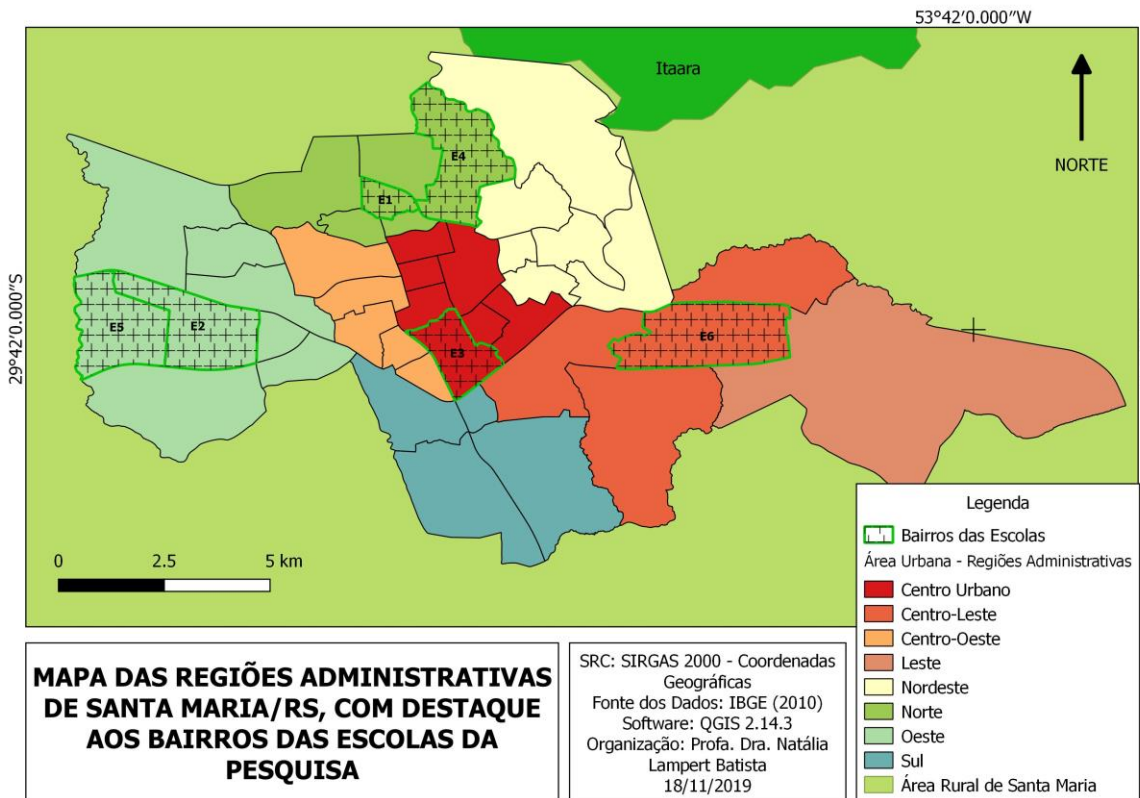 53°42'0.000"W
Itaara
NORTE
E4
E1
29°42'0.000"S
E5
E2
E3
E6
0
2.5
5 km
Legenda
Bairros das Escolas
Área Urbana - Regiões Administrativas
Centro Urbano
Centro-Leste
Centro-Oeste
Leste
Nordeste
Norte
Oeste
Sul
Área Rural de Santa Maria
MAPA DAS REGIÕES ADMINISTRATIVAS
DE SANTA MARIA/RS, COM DESTAQUE
AOS BAIRROS DAS ESCOLAS DA
PESQUISA
SRC: SIRGAS 2000 - Coordenadas
Geográficas
Fonte dos Dados: IBGE (2010)
Software: QGIS 2.14.3
Organização: Profa. Dra. Natália
Lampert Batista
18/11/2019